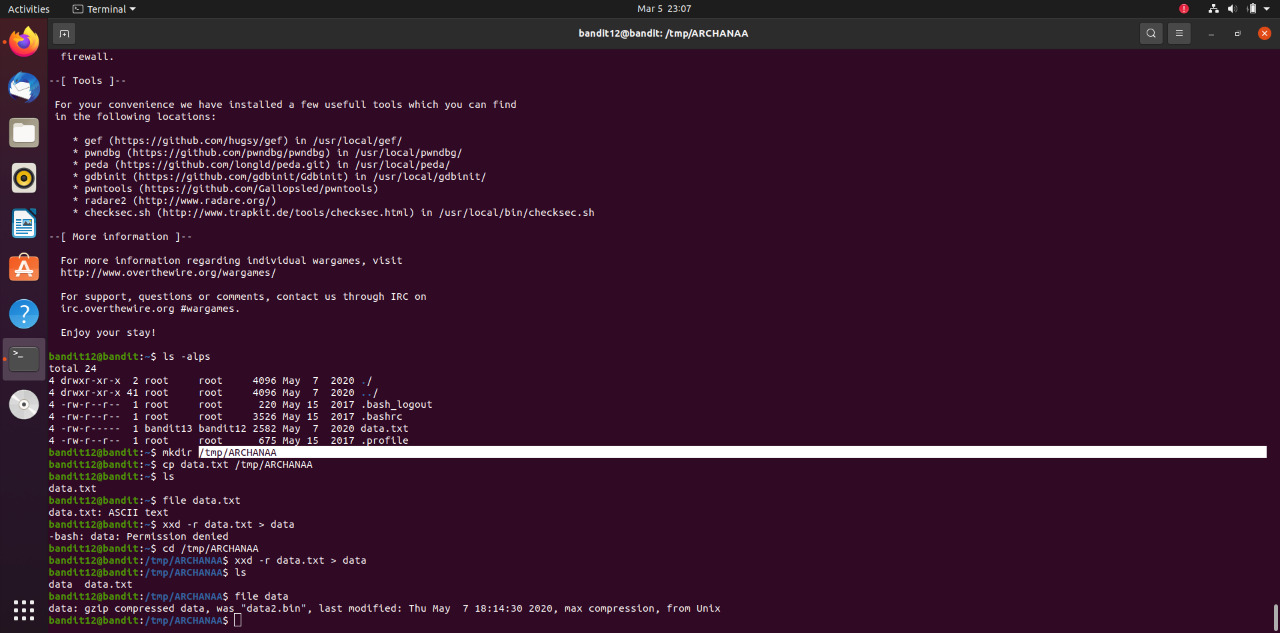 Activities
Terminal
Mar 5 23:07
bandit12@bandit: /tmp/ARCHANAA
firewall.
--[ Tools ]--
For your convenience we have installed a few usefull tools which you can find
in the following locations:
* gef (https://github.com/hugsy/gef) in /usr/local/gef/
* pwndbg (https://github.com/pwndbg/pwndbg) in /usr/local/pwndbg/
* peda (https://github.com/longld/peda.git) in /usr/local/peda/
* gdbinit (https://github.com/gdbinit/Gdbinit) in /usr/local/gdbinit/
* pwntools (https://github.com/Gallopsled/pwntools)
* radare2 (http://www.radare.org/)
* checksec.sh (http://www.trapkit.de/tools/checksec.html) in /usr/local/bin/checksec.sh
--[ More information ]--
For more information regarding individual wargames, visit
http://www.overthewire.org/wargames/
For support, questions or comments, contact us through IRC on
irc.overthewire.org #wargames.
Enjoy your stay!
bandit12@bandit:~$ ls -alps
total 24
4 drwxr-xr-x  2 root     root     4096 May  7  2020 ./
4 drwxr-xr-x 41 root     root     4096 May  7  2020 ../
4 -rw-r--r--  1 root     root      220 May 15  2017 .bash_logout
4 -rw-r--r--  1 root     root     3526 May 15  2017 .bashrc
4 -rw-r-----  1 bandit13 bandit12 2582 May  7  2020 data.txt
4 -rw-r--r--  1 root     root      675 May 15  2017 .profile
bandit12@bandit:~$ mkdir /tmp/ARCHANAA
bandit12@bandit:~$ cp data.txt /tmp/ARCHANAA
bandit12@bandit:~$ ls
data.txt
bandit12@bandit:~$ file data.txt
data.txt: ASCII text
bandit12@bandit:~$ xxd -r data.txt > data
-bash: data: Permission denied
bandit12@bandit:~$ cd /tmp/ARCHANAA
bandit12@bandit:/tmp/ARCHANAA$ xxd -r data.txt > data
bandit12@bandit:/tmp/ARCHANAA$ ls
data  data.txt
bandit12@bandit:/tmp/ARCHANAA$ file data
data: gzip compressed data, was "data2.bin", last modified: Thu May  7 18:14:30 2020, max compression, from Unix
bandit12@bandit:/tmp/ARCHANAA$